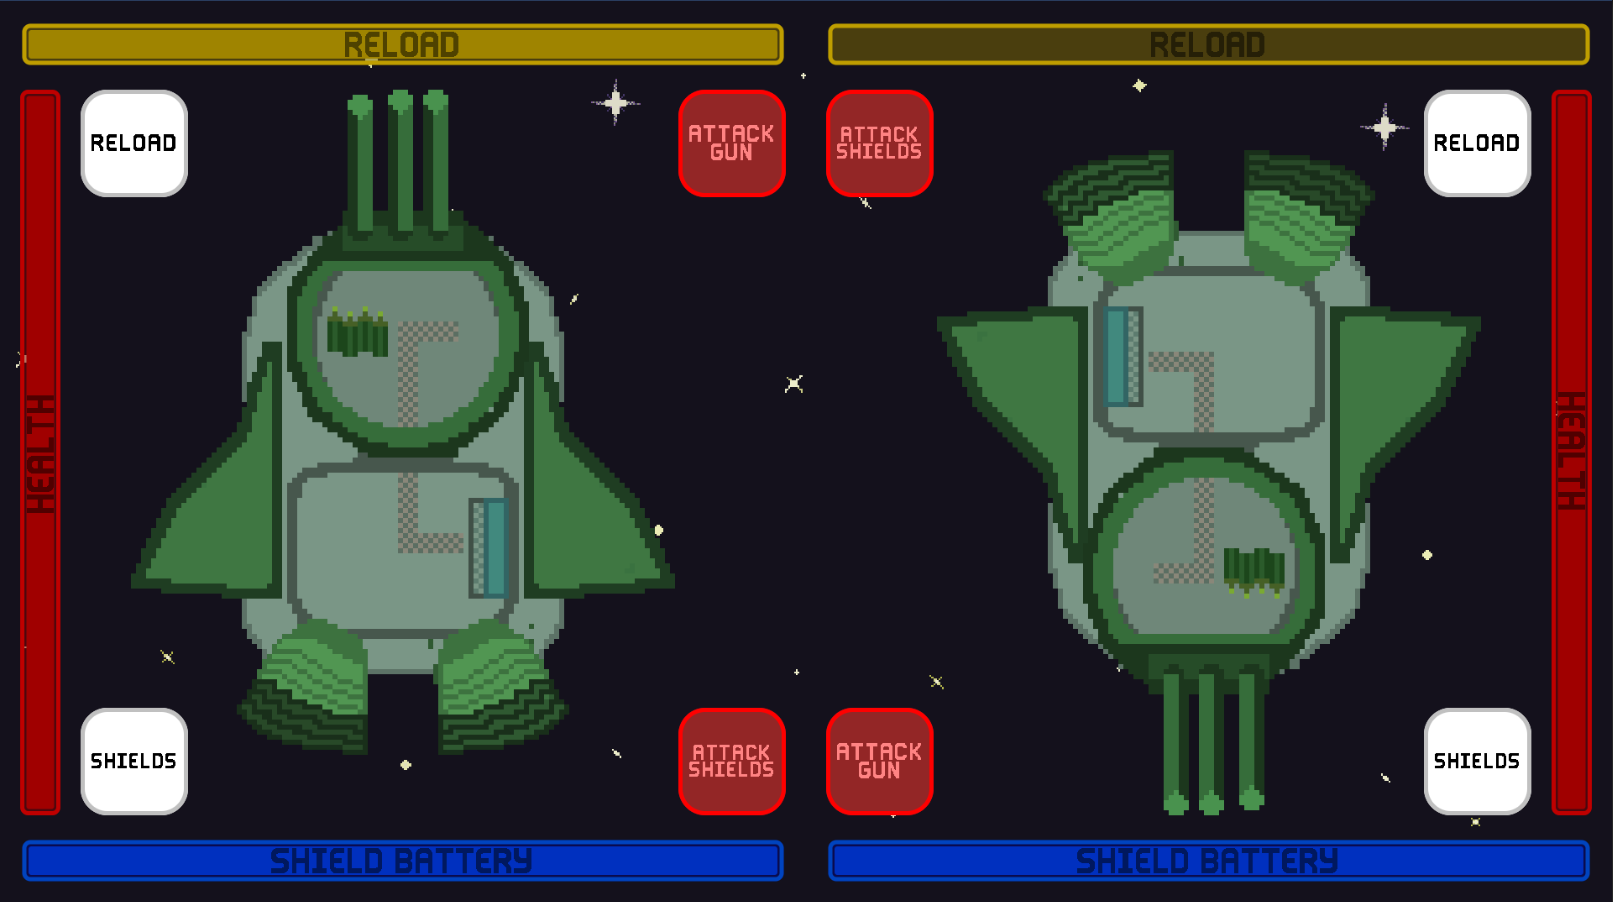 RELOAD
RELOAD
RELOAD
ATTACK
GUN
ATTACK
SHIELDS
RELOAD
HEALTH
HEALTH
SHIELDS
ATTACK
SHIELDS
ATTACK
GUN
SHIELDS
SHIELD BATTERY
SHIELD BATTERY